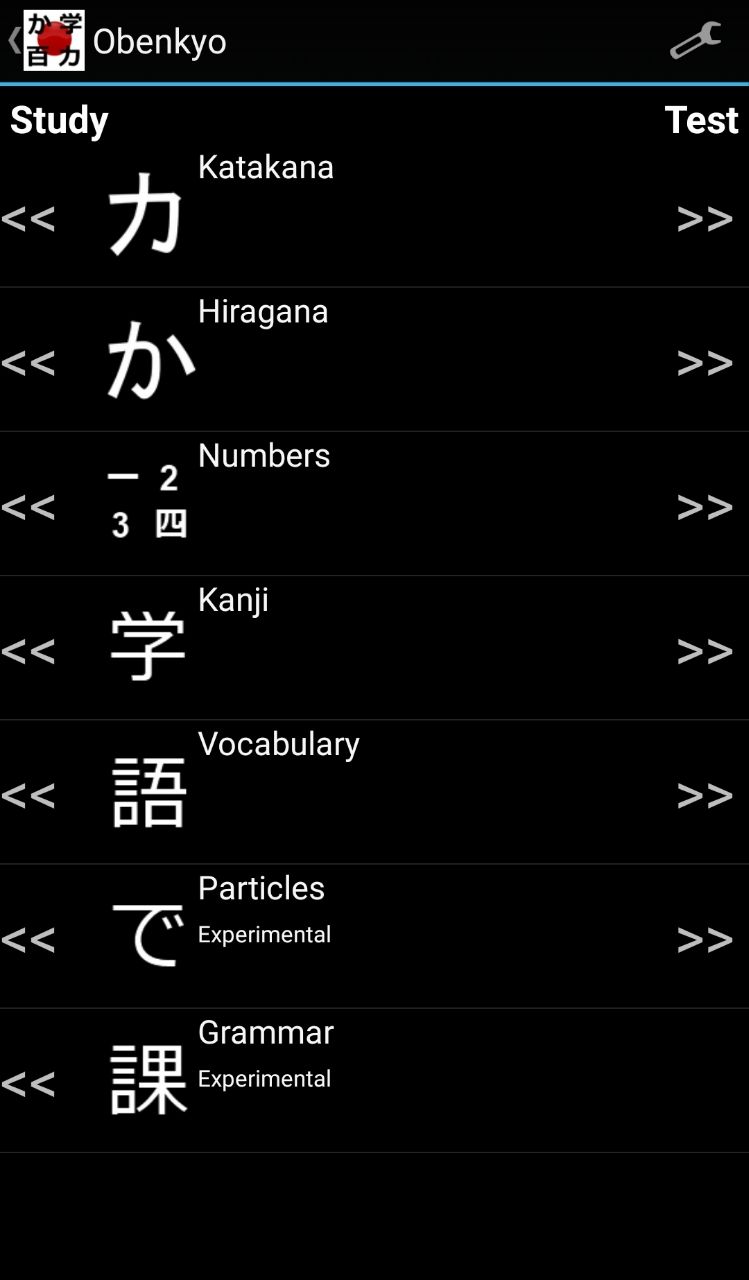 か学
百力
Obenkyo
Study
Test
カ
Katakana
<<
>>
か
Hiragana
<<
>>
一 2
3 四
Numbers
<<
>>
学
Kanji
<<
>>
語
Vocabulary
<<
>>
で
Particles
Experimental
<<
>>
課
Grammar
Experimental
<<